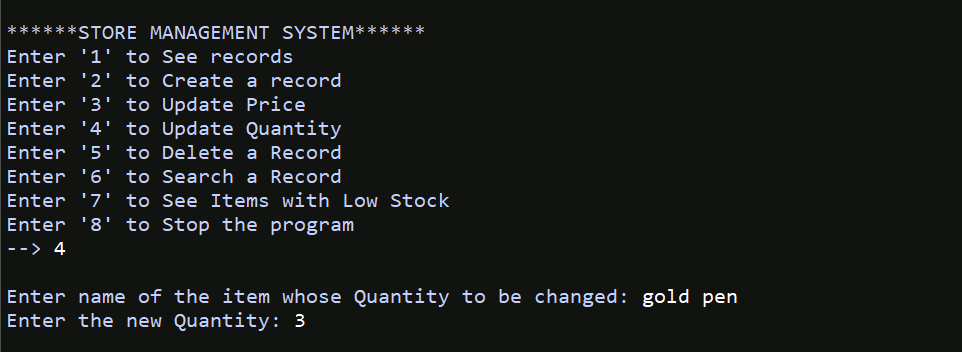 ******STORE MANAGEMENT SYSTEM******
Enter '1' to See records
Enter '2' to Create a record
Enter '3' to Update Price
Enter '4' to Update Quantity
Enter '5' to Delete a Record
Enter '6' to Search a Record
Enter '7' to See Items with Low Stock
Enter '8' to Stop the program
--> 4
Enter name of the item whose Quantity to be changed: gold pen
Enter the new Quantity: 3